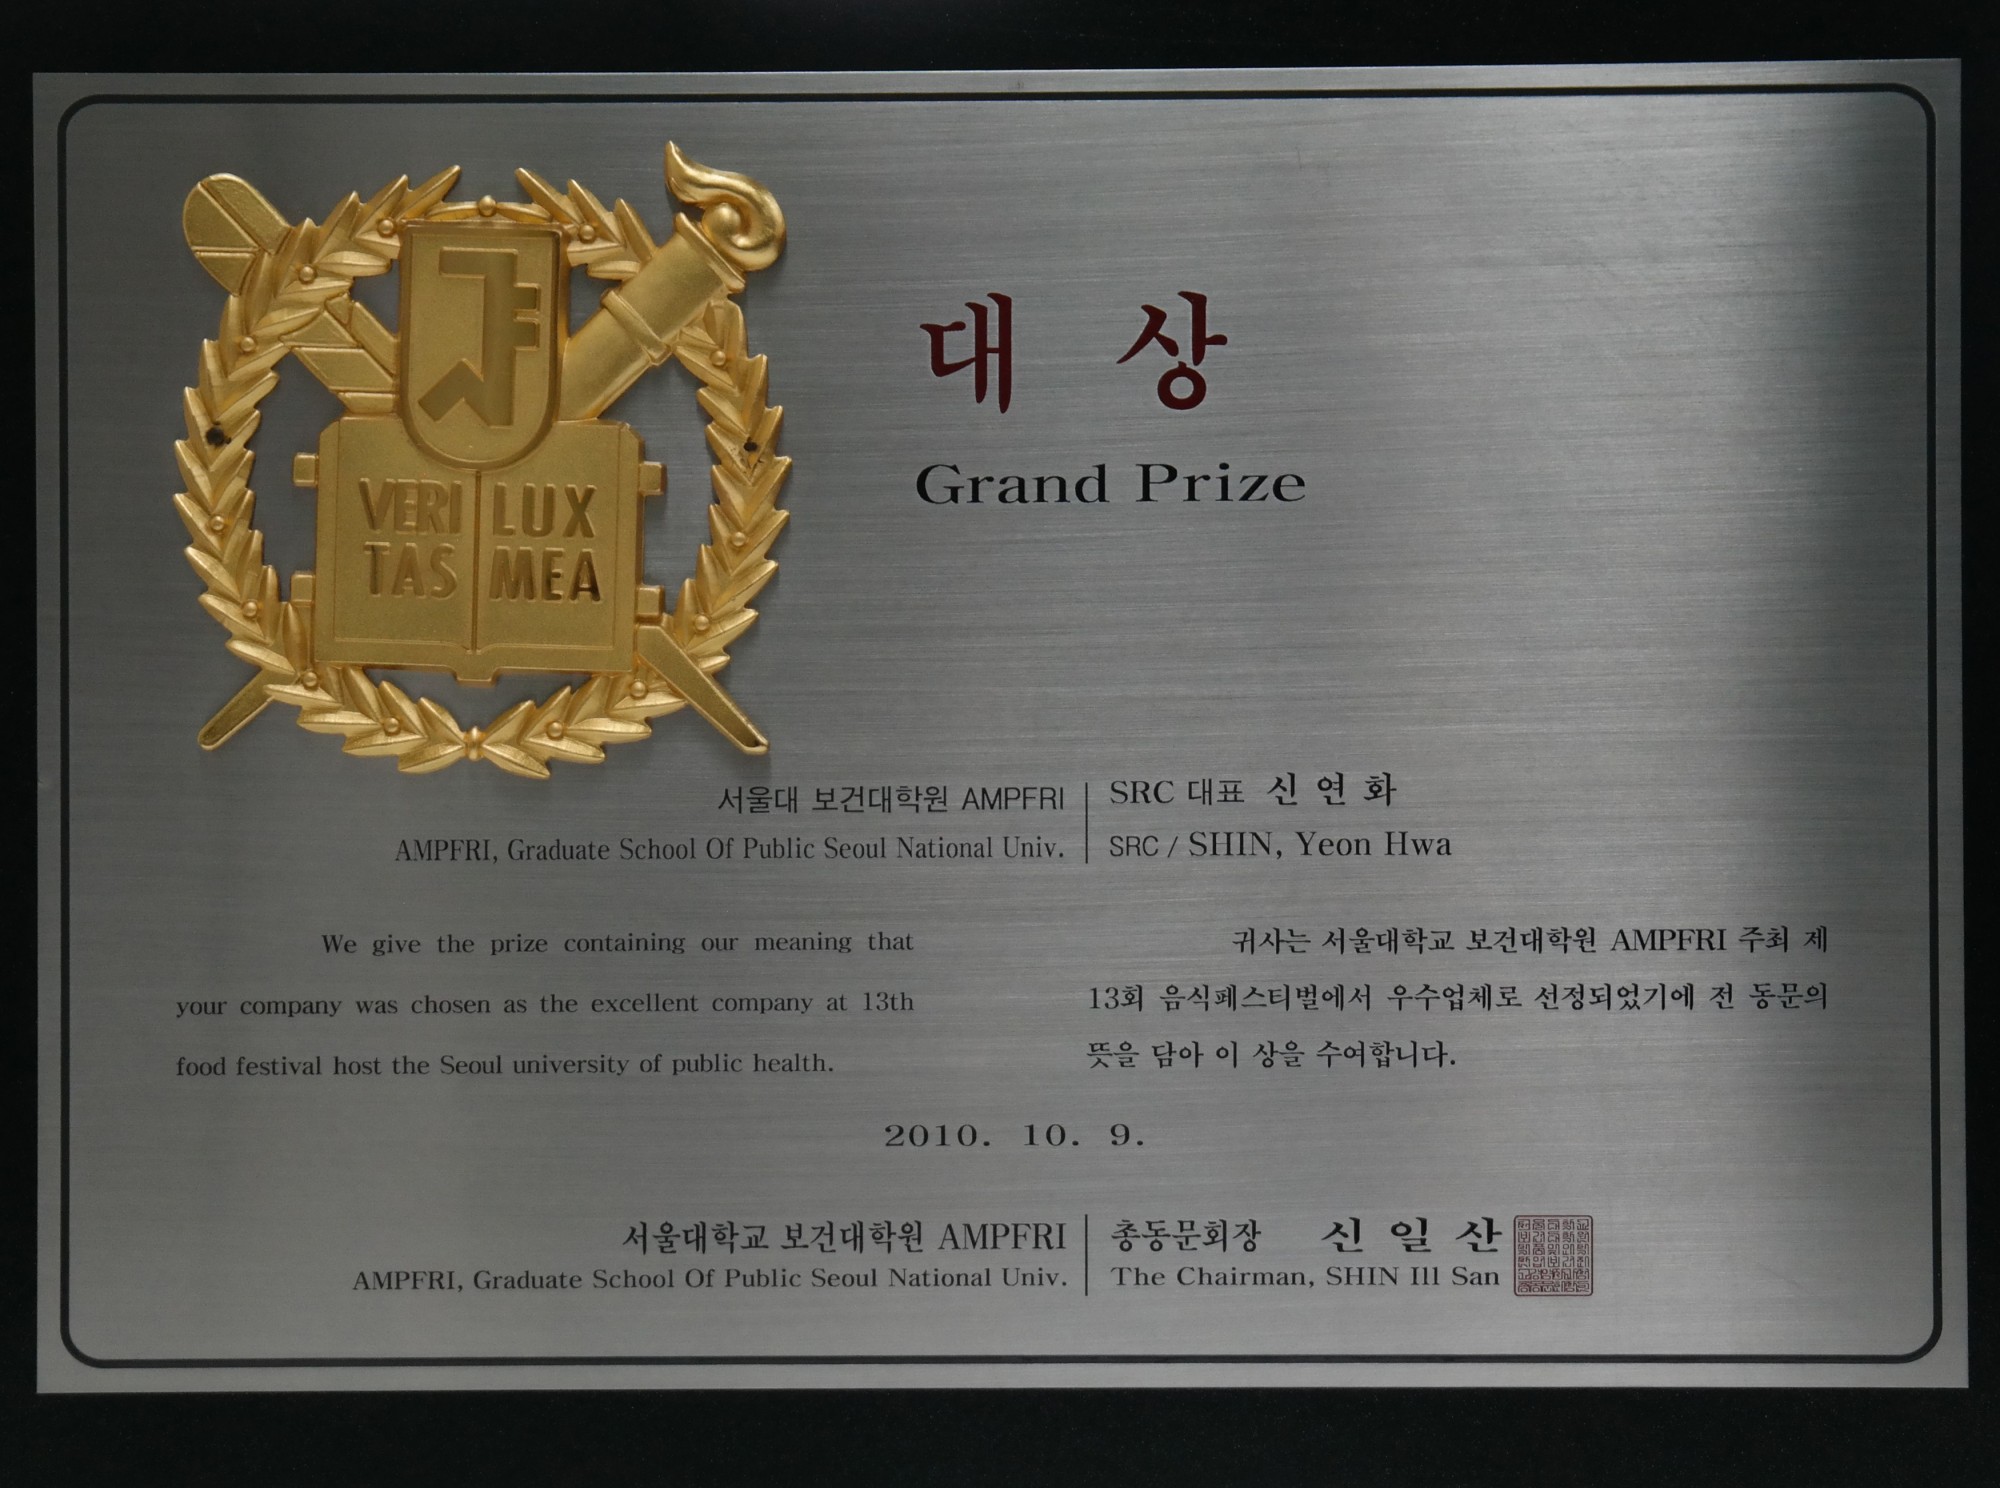 VERI LUX
TAS MEA
대 상
Grand Prize
서울대 보건대학원 AMPFRI
AMPFRI, Graduate School Of Public Seoul National Univ.
SRC 대표 신 연 화
SRC / SHIN, Yeon Hwa
We give the prize containing our meaning that
your company was chosen as the excellent company at 13th
food festival host the Seoul university of public health.
귀사는 서울대학교 보건대학원 AMPFRI 주최 제
13회 음식페스티벌에서 우수업체로 선정되었기에 전 동문의
뜻을 담아 이 상을 수여합니다.
2010. 10. 9.
서울대학교 보건대학원 AMPFRI
AMPFRI, Graduate School Of Public Seoul National Univ.
총동문회장 신 일 산
The Chairman, SHIN Ill San